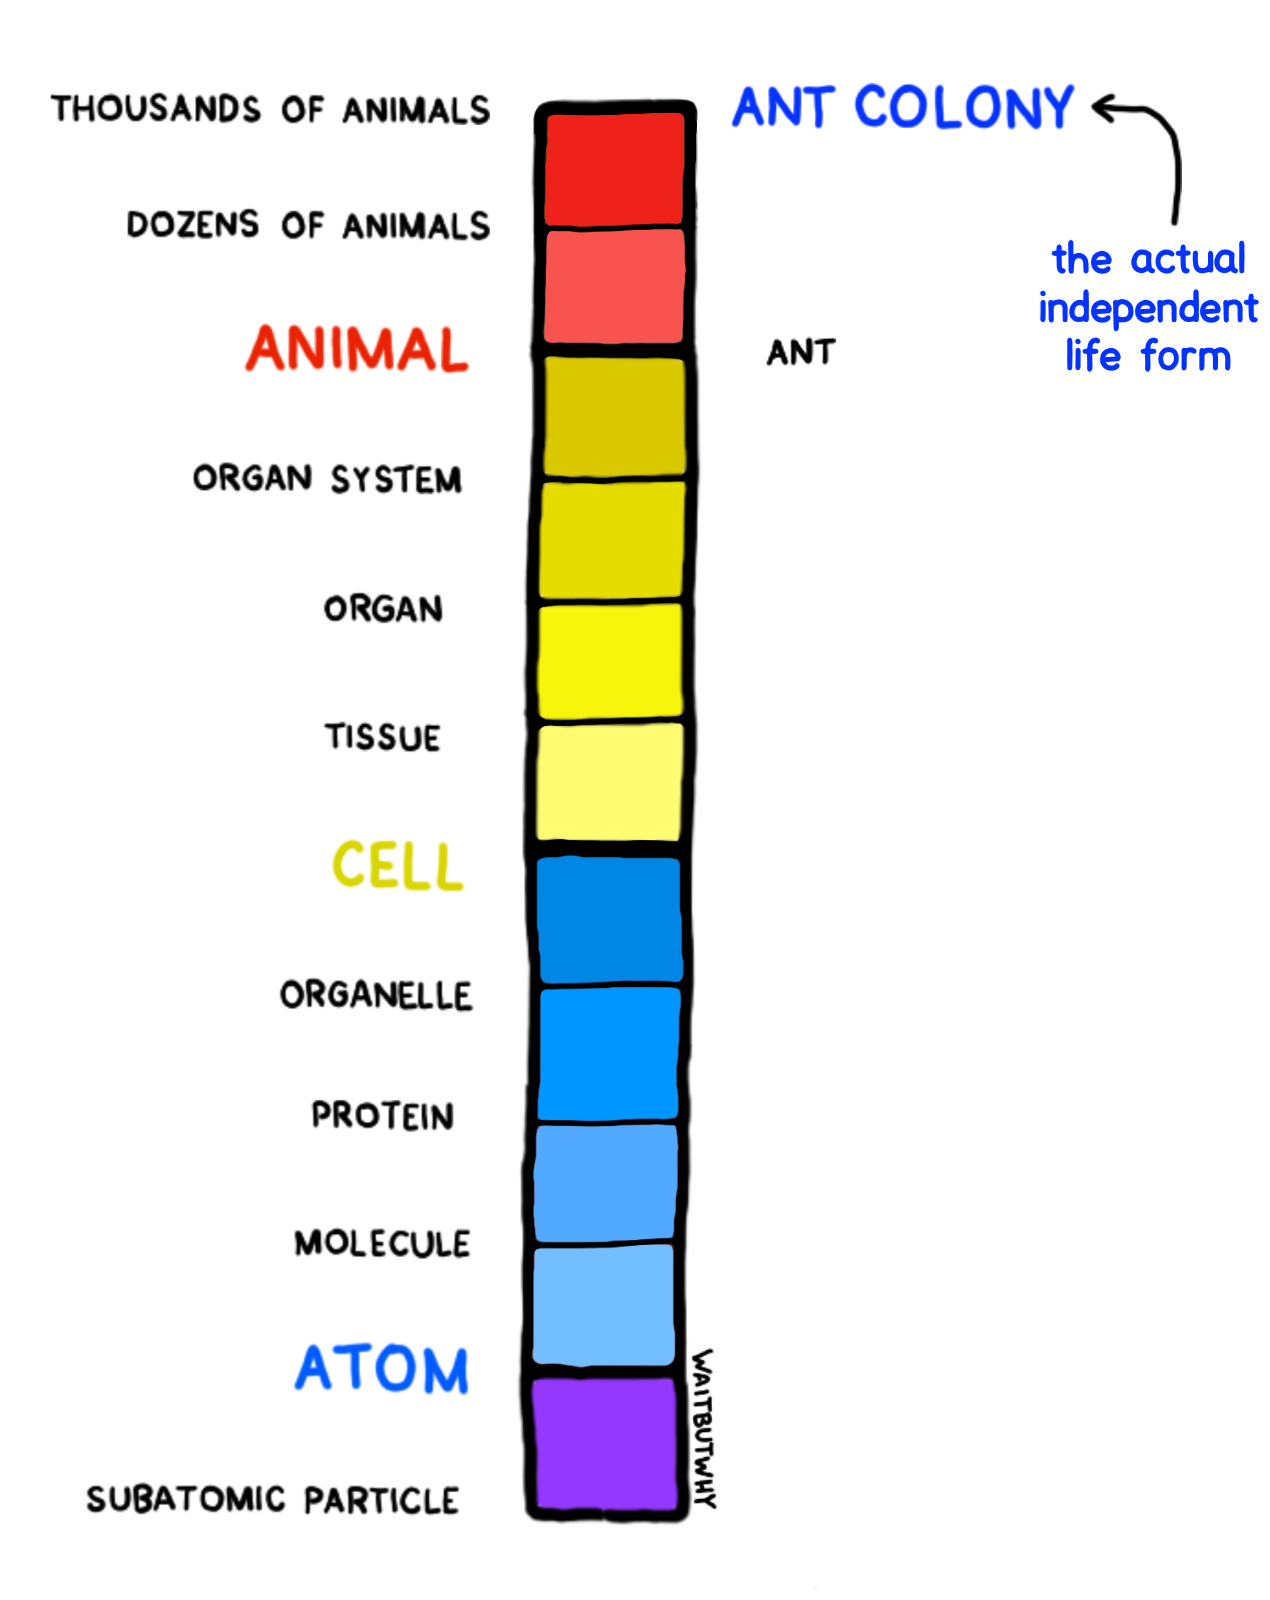 THOUSANDS OF ANIMALS
ANT COLONY
DOZENS OF ANIMALS
the actual
independent
life form
ANIMAL
ANT
ORGAN SYSTEM
ORGAN
TISSUE
CELL
ORGANELLE
PROTEIN
MOLECULE
ATOM
SUBATOMIC PARTICLE
WAITBUTWHY